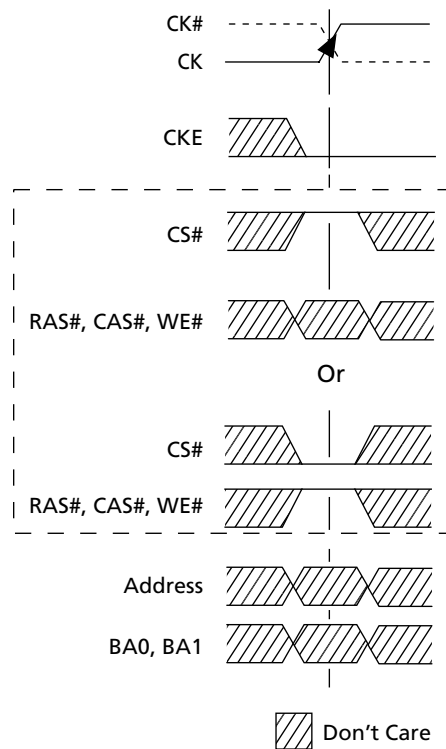 CK#
CK
CKE
CS#
RAS#, CAS#, WE#
Or
CS#
RAS#, CAS#, WE#
Address
BA0, BA1
Don't Care